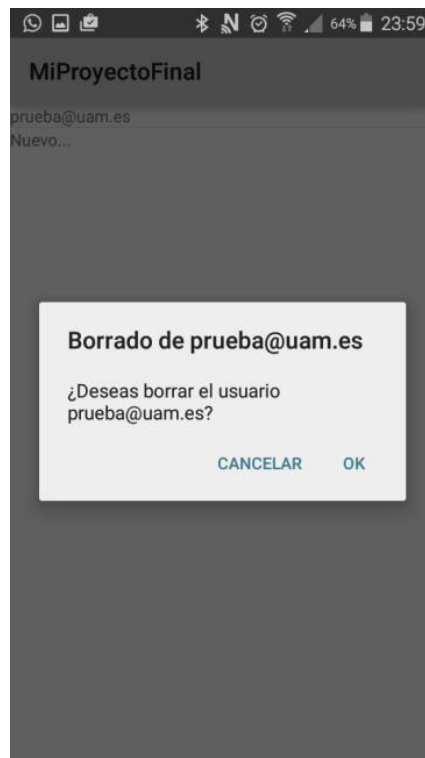 64% 23:59
MiProyectoFinal
prueba@uam.es
Nuevo...
Borrado de prueba@uam.es
¿Deseas borrar el usuario
prueba@uam.es?
CANCELAR OK